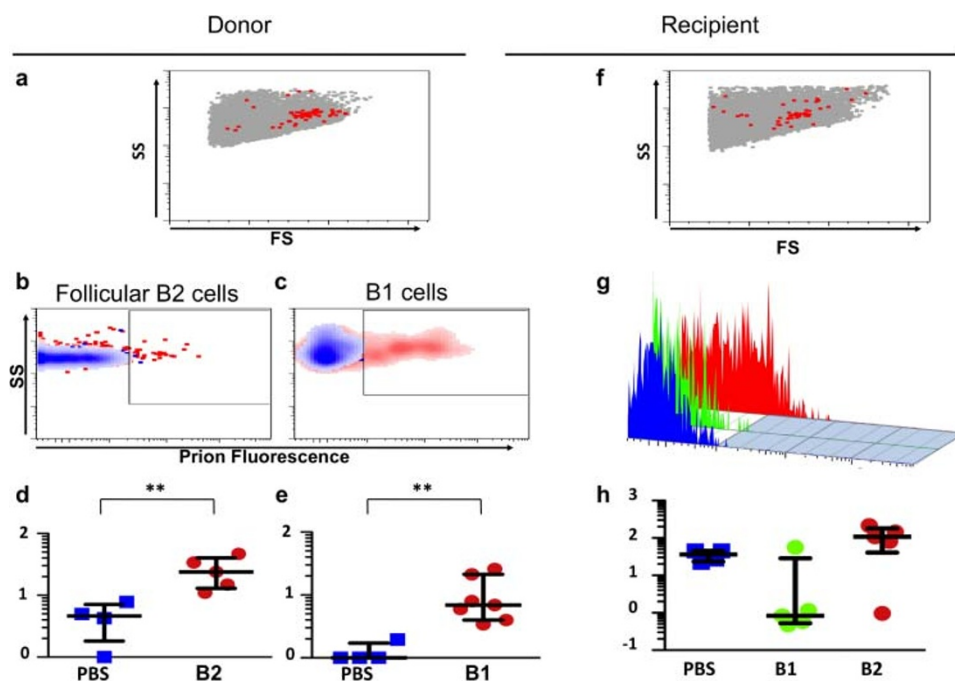 Donor
Recipient
a
SS
FS
f
SS
FS
b
Follicular B2 cells
c
B1 cells
SS
Prion Fluorescence
g
d
**
2
1
0
PBS
B2
e
**
2
1
0
PBS
B1
h
3
2
1
0
-1
PBS
B1
B2